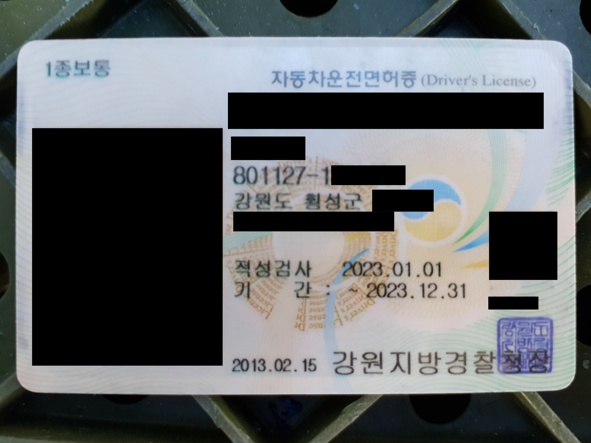 1종보통
자동차운전면허증 (Driver's License)
801127-1
강원도 횡성군
적성검사 2023.01.01
기 간 : ~ 2023.12.31
2013.02.15 강원지방경찰청장